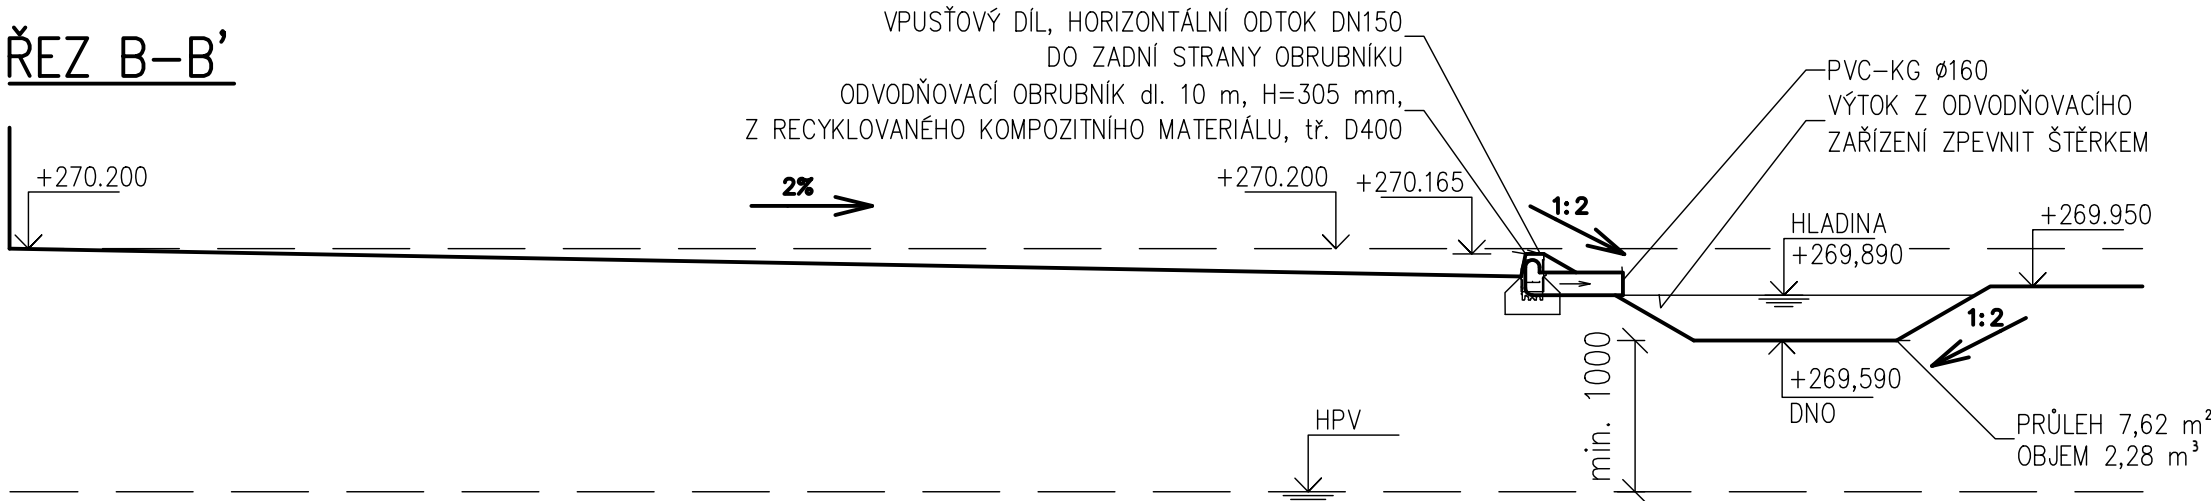 ŘEZ B–B'
VPUSŤOVÝ DÍL, HORIZONTÁLNÍ ODTOK DN150
DO ZADNÍ STRANY OBRUBNÍKU
ODVODŇOVACÍ OBRUBNÍK dl. 10 m, H=305 mm,
Z RECYKLOVANÉHO KOMPOZITNÍHO MATERIÁLU, tř. D400
PVC–KG ø160
VÝTOK Z ODVODŇOVACÍHO
ZAŘÍZENÍ ZPEVNIT ŠTĚRKEM
+270.200
2%
+270.200
+270.165
1:2
HLADINA
+269,890
+269.950
1:2
min. 1000
+269,590
DNO
HPV
PRŮLEH 7,62 m²
OBJEM 2,28 m³